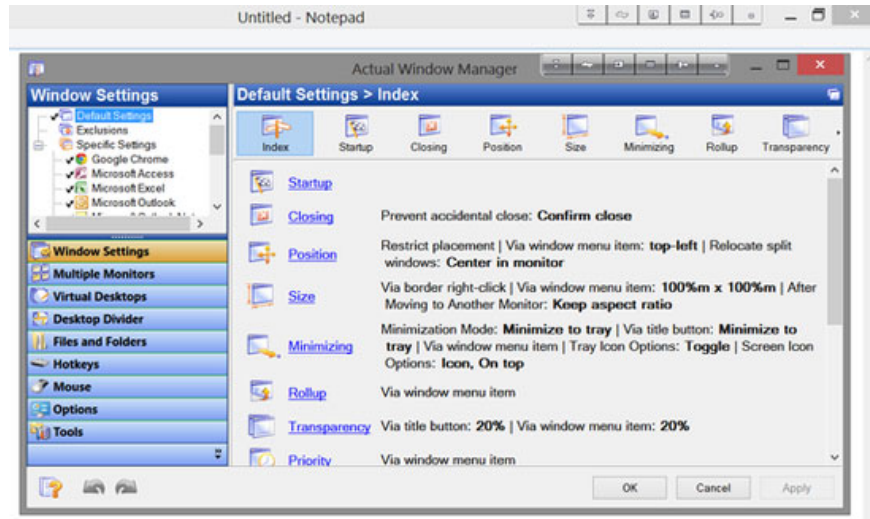 Untitled - Notepad
Actual Window Manager
Window Settings
Default Settings > Index
Default Settings
Exclusions
Specific Settings
Google Chrome
Microsoft Access
Microsoft Excel
Microsoft Outlook
Index Startup Closing Position Size Minimizing Rollup Transparency
Window Settings
Multiple Monitors
Virtual Desktops
Desktop Divider
Files and Folders
Hotkeys
Mouse
Options
Tools
Startup
Closing Prevent accidental close: Confirm close
Position Restrict placement | Via window menu item: top-left | Relocate split
windows: Center in monitor
Size Via border right-click | Via window menu item: 100%m x 100%m | After
Moving to Another Monitor: Keep aspect ratio
Minimizing Minimization Mode: Minimize to tray | Via title button: Minimize to
tray | Via window menu item | Tray Icon Options: Toggle | Screen Icon
Options: Icon, On top
Rollup Via window menu item
Transparency Via title button: 20% | Via window menu item: 20%
Priority Via window menu item
OK Cancel Apply